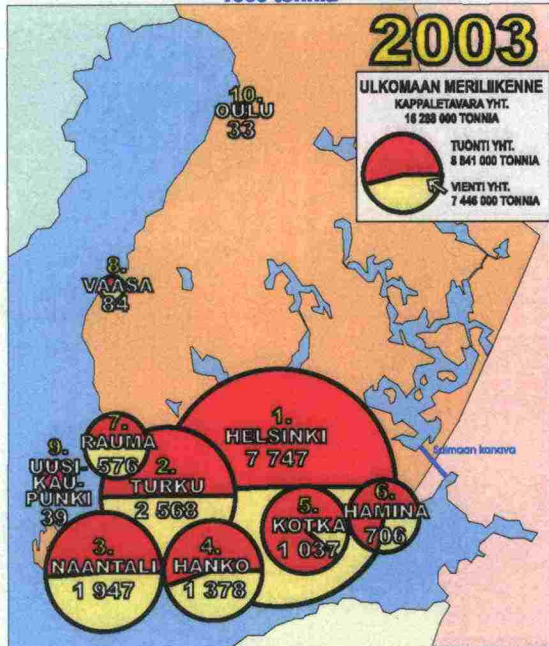 2003
ULKOMAAN MERILIIKENNE
KAPPALETAVARA YHT.
16 288 000 TONNIA
TUONTI YHT.
8 841 000 TONNIA
VIENTI YHT.
7 446 000 TONNIA
10.
OULU
33
8.
VAASA
84
7.
RAUMA
576
9.
UUSI-
KAU-
PUNKI
39
1.
HELSINKI
7 747
2.
TURKU
2 568
3.
NAANTALI
1 947
4.
HANKO
1 378
5.
KOTKA
1 037
6.
HAMINA
706
Saimaan kanava